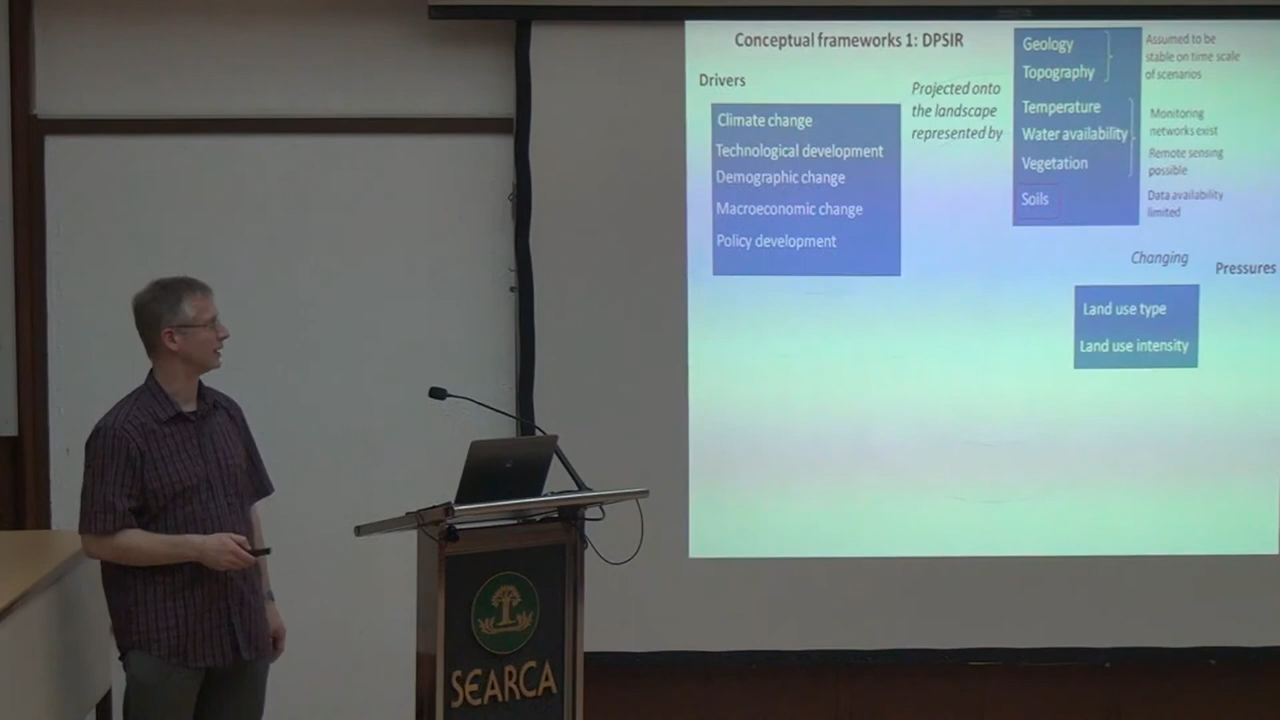 Conceptual frameworks 1: DPSIR
Drivers
Climate change
Technological development
Demographic change
Macroeconomic change
Policy development
Projected onto
the landscape
represented by
Geology
Topography
Temperature
Water availability
Vegetation
Soils
Assumed to be
stable on time scale
of scenarios
Monitoring
networks exist
Remote sensing
possible
Data availability
limited
Changing
Pressures
Land use type
Land use intensity
SEARCA